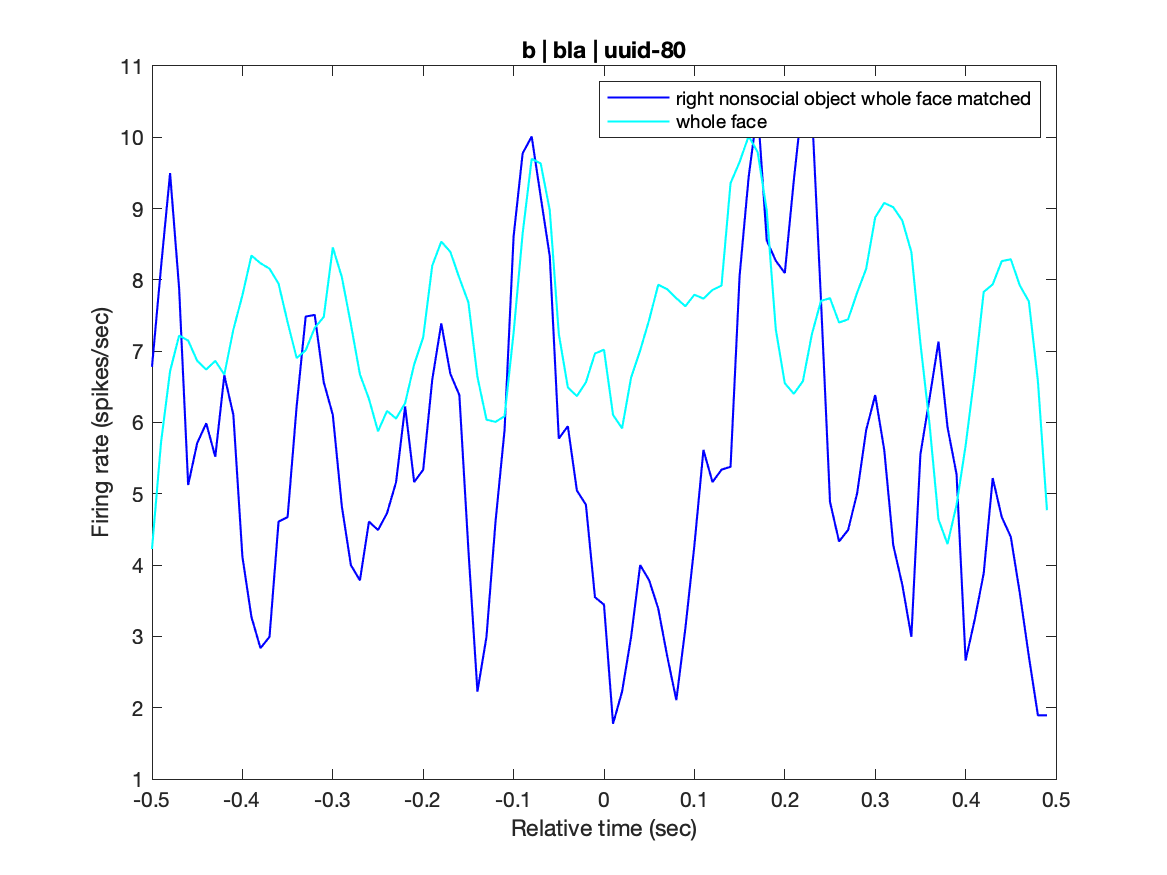 b | bla | uuid-80
right nonsocial object whole face matched
whole face
Firing rate (spikes/sec)
11
10
9
8
7
6
5
4
3
2
1
-0.5 -0.4 -0.3 -0.2 -0.1 0 0.1 0.2 0.3 0.4 0.5
Relative time (sec)